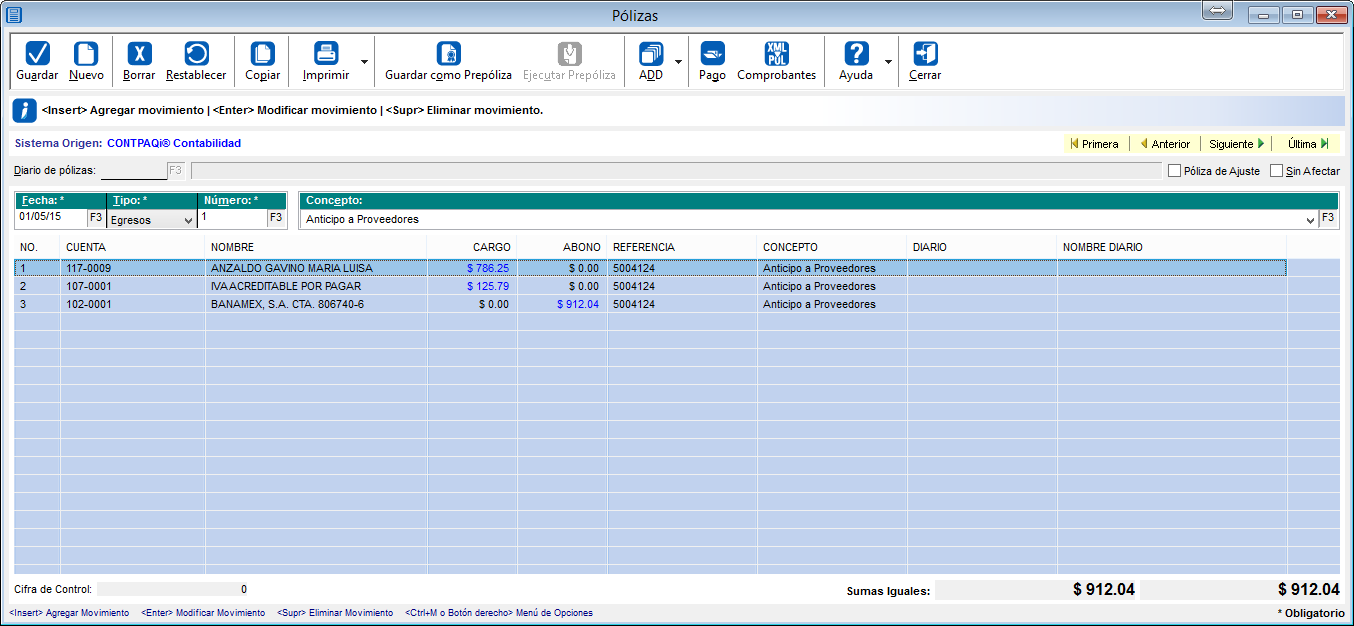 Pólizas
Guardar Nuevo Borrar Restablecer Copiar Imprimir Guardar como Prepóliza Ejecutar Prepóliza ADD Pago XML PÓL Comprobantes Ayuda Cerrar
<Insert> Agregar movimiento | <Enter> Modificar movimiento | <Supr> Eliminar movimiento.
Sistema Origen: CONTPAQi® Contabilidad Primera Anterior Siguiente Última
Diario de pólizas: F3 Póliza de Ajuste Sin Afectar
Fecha: * Tipo: * Número: * Concepto:
01/05/15 F3 Egresos 1 F3 Anticipo a Proveedores F3
NO. CUENTA NOMBRE CARGO ABONO REFERENCIA CONCEPTO DIARIO NOMBRE DIARIO
1 117-0009 ANZALDO GAVINO MARIA LUISA $ 786.25 $ 0.00 5004124 Anticipo a Proveedores
2 107-0001 IVA ACREDITABLE POR PAGAR $ 125.79 $ 0.00 5004124 Anticipo a Proveedores
3 102-0001 BANAMEX, S.A. CTA. 806740-6 $ 0.00 $ 912.04 5004124 Anticipo a Proveedores
Cifra de Control: 0 Sumas Iguales: $ 912.04 $ 912.04
<Insert> Agregar Movimiento <Enter> Modificar Movimiento <Supr> Eliminar Movimiento <Ctrl+M o Botón derecho> Menú de Opciones * Obligatorio